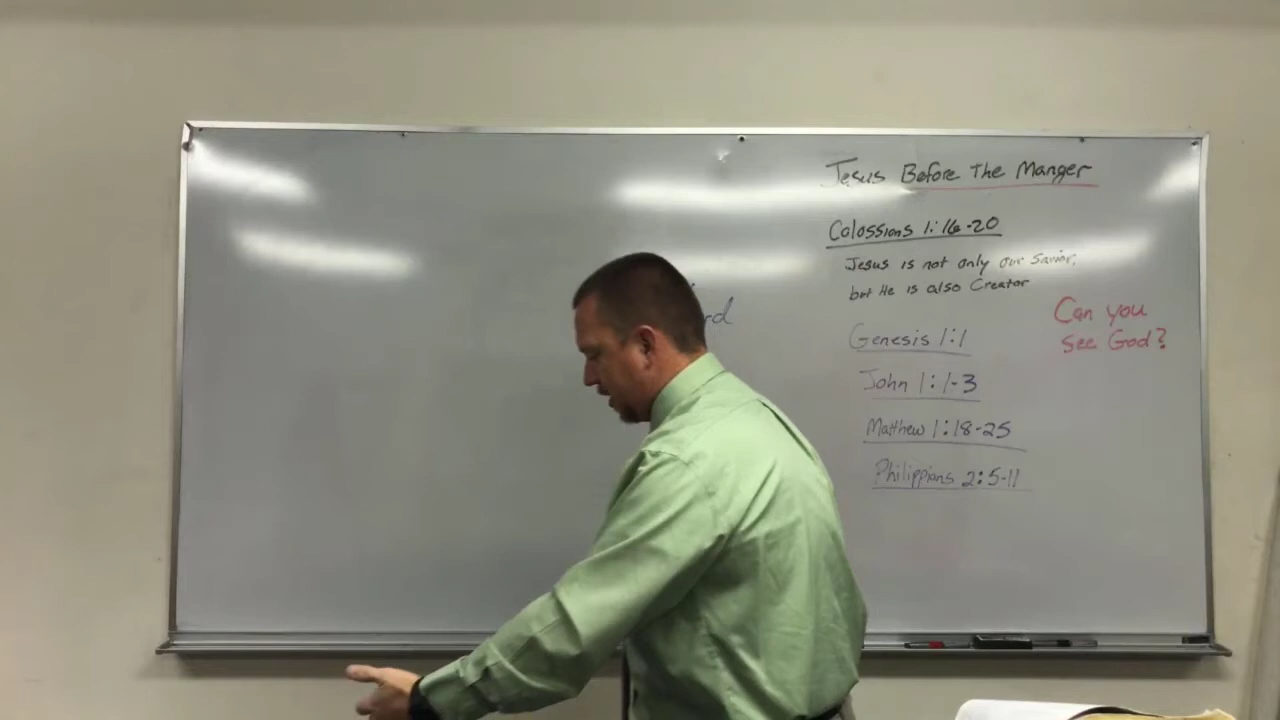 Jesus Before The Manger
Colossians 1:16-20
Jesus is not only our Savior,
but He is also Creator
Can you
see God?
Genesis 1:1
John 1:1-3
Matthew 1:18-25
Philippians 2:5-11